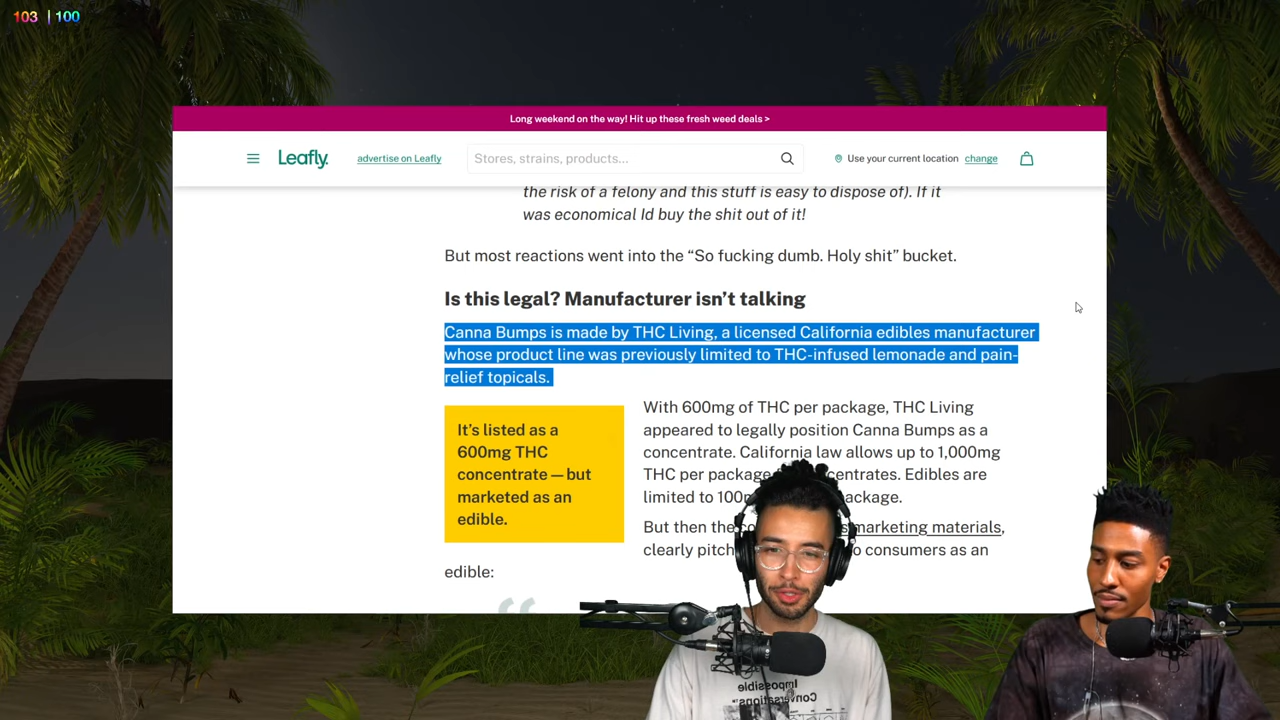 103 | 100
Long weekend on the way! Hit up these fresh weed deals >
Leafly.
advertise on Leafly
Stores, strains, products...
Use your current location change
the risk of a felony and this stuff is easy to dispose of). If it
was economical Id buy the shit out of it!
But most reactions went into the “So fucking dumb. Holy shit” bucket.
Is this legal? Manufacturer isn’t talking
Canna Bumps is made by THC Living, a licensed California edibles manufacturer
whose product line was previously limited to THC-infused lemonade and pain-
relief topicals.
It’s listed as a
600mg THC
concentrate—but
marketed as an
edible.
With 600mg of THC per package, THC Living
appeared to legally position Canna Bumps as a
concentrate. California law allows up to 1,000mg
THC per package centrates. Edibles are
limited to 100m ackage.
But then the co marketing materials,
clearly pitch o consumers as an
edible:
“
Impossible
Conversa